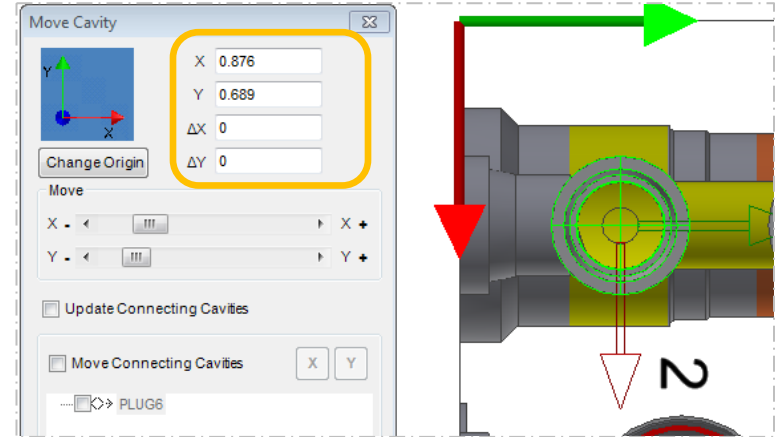 Move Cavity
X 0.876
Y 0.689
ΔX 0
ΔY 0
Y
X
Change Origin
Move
X - X +
Y - Y +
Update Connecting Cavities
Move Connecting Cavities X Y
PLUG6
2